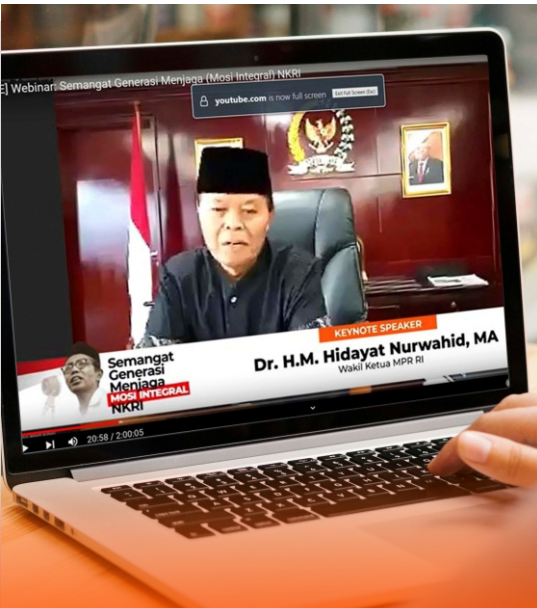 E] Webinar: Semangat Generasi Menjaga (Mosi Integral) NKRI
youtube.com is now full screen
Exit Full Screen (Esc)
KEYNOTE SPEAKER
Dr. H.M. Hidayat Nurwahid, MA
Wakil Ketua MPR RI
Semangat
Generasi
Menjaga
MOSI INTEGRAL
NKRI
20:58 / 2:00:05